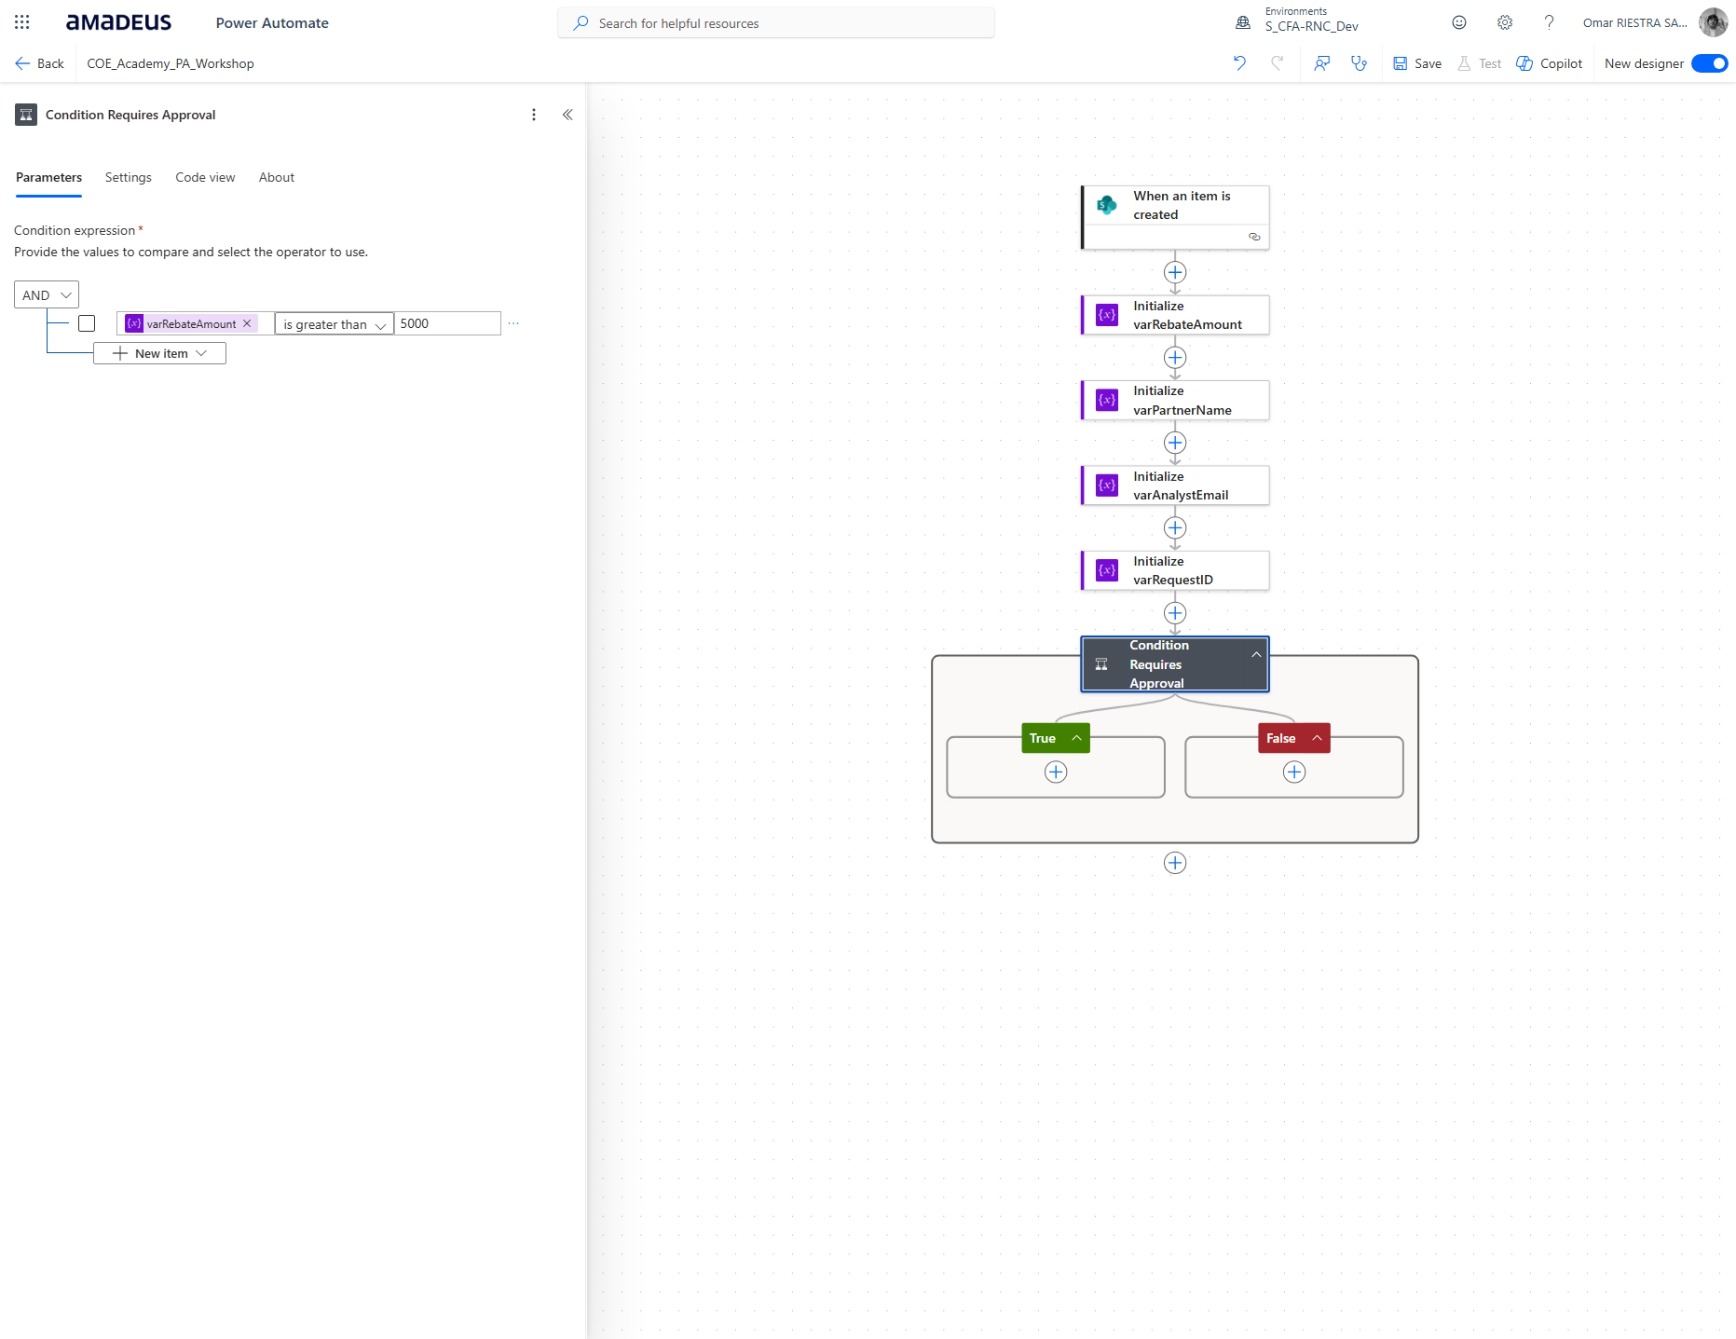 amadeus
Power Automate
Search for helpful resources
Environments
S_CFA-RNC_Dev
Omar RIESTRA SA...
Back
COE_Academy_PA_Workshop
Save
Test
Copilot
New designer
Condition Requires Approval
Parameters
Settings
Code view
About
Condition expression *
Provide the values to compare and select the operator to use.
AND
{x} varRebateAmount
is greater than
5000
...
New item
When an item is
created
{x}
Initialize
varRebateAmount
{x}
Initialize
varPartnerName
{x}
Initialize
varAnalystEmail
{x}
Initialize
varRequestID
Condition
Requires
Approval
True
False